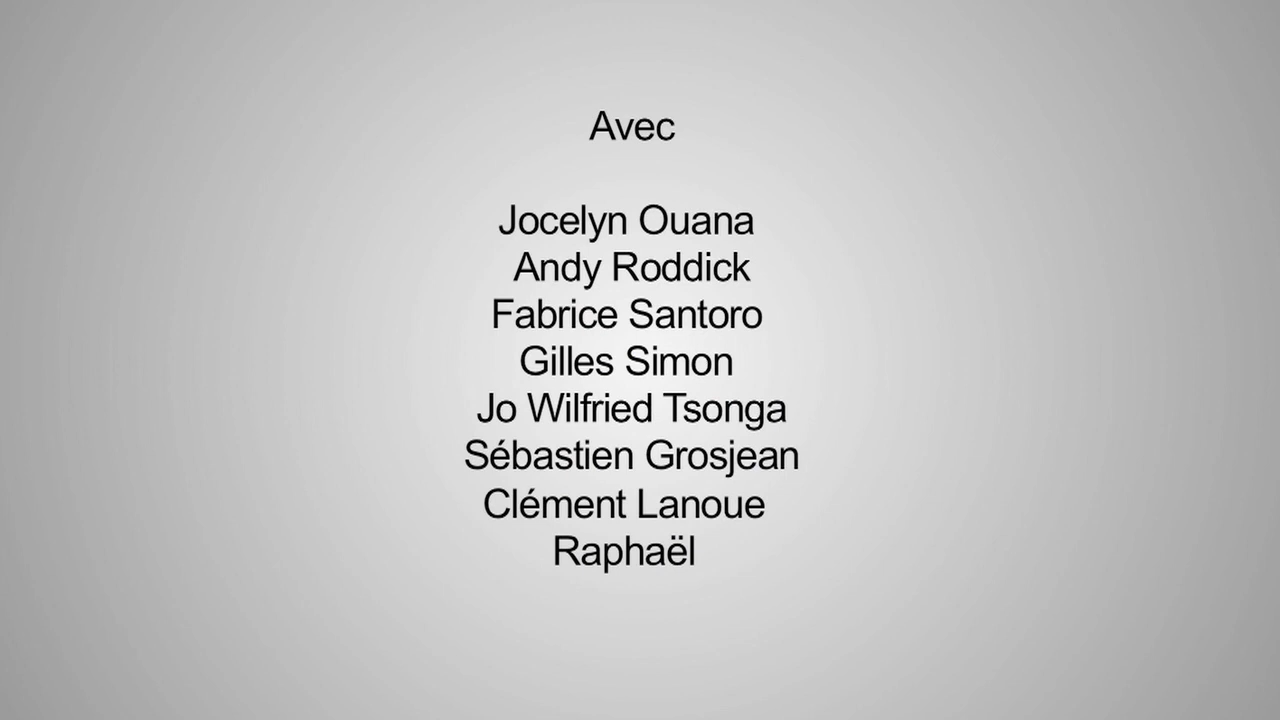 Avec
Jocelyn Ouana
Andy Roddick
Fabrice Santoro
Gilles Simon
Jo Wilfried Tsonga
Sébastien Grosjean
Clément Lanoue
Raphaël